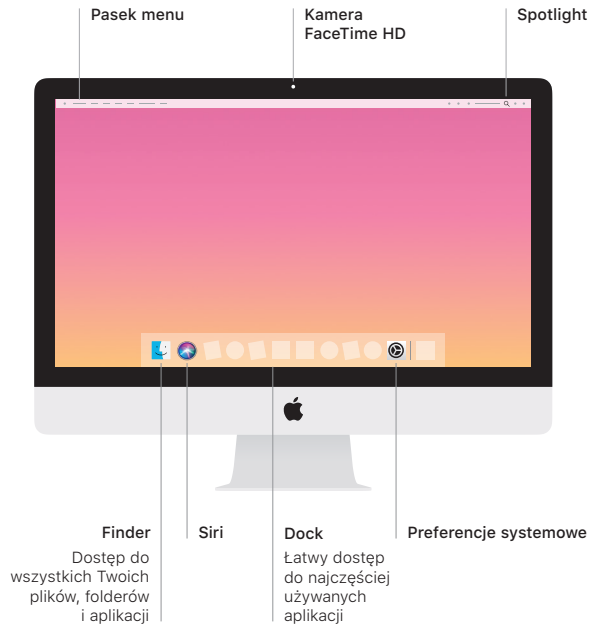 Pasek menu
Kamera
FaceTime HD
Spotlight
Finder
Dostęp do
wszystkich Twoich
plików, folderów
i aplikacji
Siri
Dock
Łatwy dostęp
do najczęściej
używanych
aplikacji
Preferencje systemowe